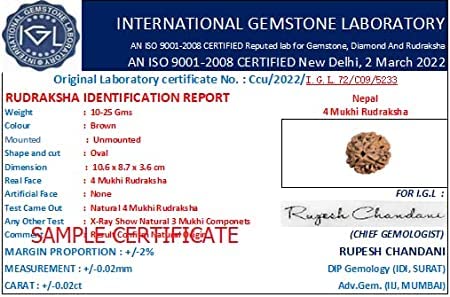 INTERNATIONAL GEMSTONE LABORATORY
AN ISO 9001-2008 CERTIFIED Reputed lab for Gemstone, Diamond And Rudraksha
AN ISO 9001-2008 CERTIFIED New Delhi, 2 March 2022
INTERNATIONAL GEMSTONE LABORATORY
IGL
Original Laboratory certificate No. : Ccu/2022/I.G.L.72/C09/5233
RUDRAKSHA IDENTIFICATION REPORT
Weight : 10-25 Gms
Colour : Brown
Mounted : Unmounted
Shape and cut : Oval
Dimension : 10.6 x 8.7 x 3.6 cm
Real Face : 4 Mukhi Rudraksha
Artificial Face : None
Test Came Out : Natural 4 Mukhi Rudraksha
Any Other Test : X-Ray Show Natural 3 Mukhi Componets
Comment : Result Confirm Natural Origin
SAMPLE CERTIFICATE
MARGIN PROPORTION : +/-2%
MEASUREMENT : +/-0.02mm
CARAT : +/-0.02ct
Nepal
4 Mukhi Rudraksha
FOR I.G.L :
Rupesh Chandani
(CHIEF GEMOLOGIST)
RUPESH CHANDANI
DIP Gemology (IDI, SURAT)
Adv.Gem. (IIJ, MUMBAI)